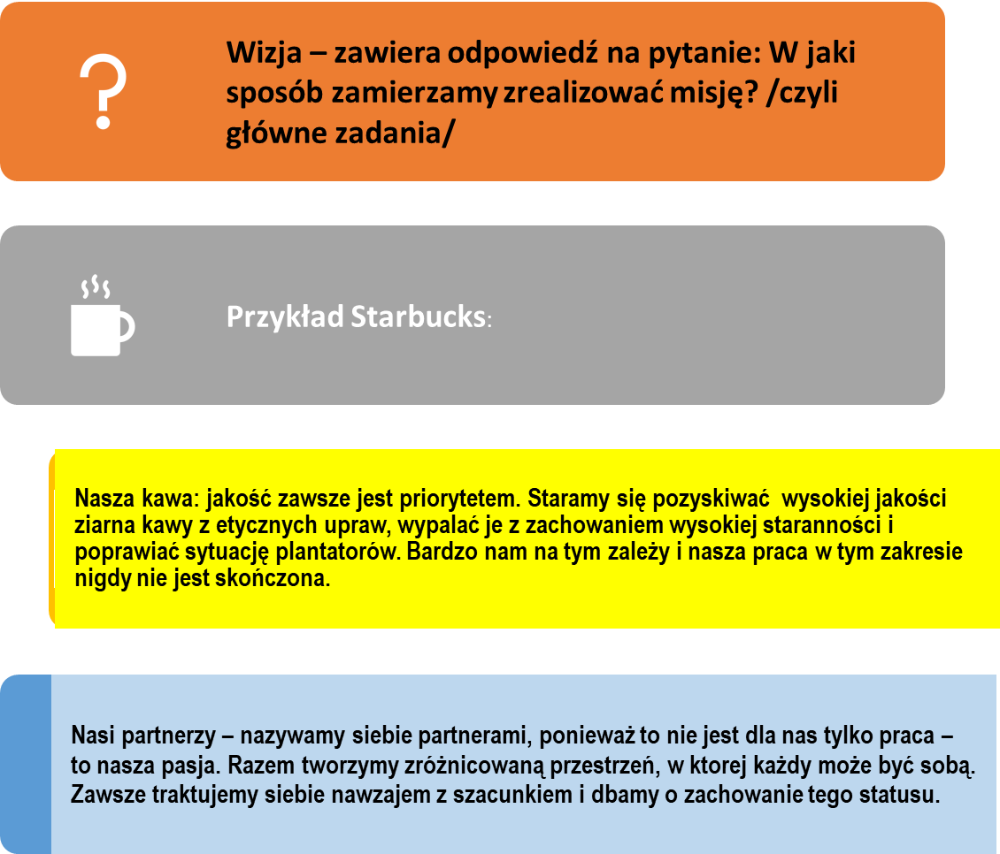 Wizja – zawiera odpowiedź na pytanie: W jaki
sposób zamierzamy zrealizować misję? /czyli
główne zadania/
Przykład Starbucks:
Nasza kawa: jakość zawsze jest priorytetem. Staramy się pozyskiwać  wysokiej jakości
ziarna kawy z etycznych upraw, wypalać je z zachowaniem wysokiej staranności i
poprawiać sytuację plantatorów. Bardzo nam na tym zależy i nasza praca w tym zakresie
nigdy nie jest skończona.
Nasi partnerzy – nazywamy siebie partnerami, ponieważ to nie jest dla nas tylko praca –
to nasza pasja. Razem tworzymy zróżnicowaną przestrzeń, w ktorej każdy może być sobą.
Zawsze traktujemy siebie nawzajem z szacunkiem i dbamy o zachowanie tego statusu.